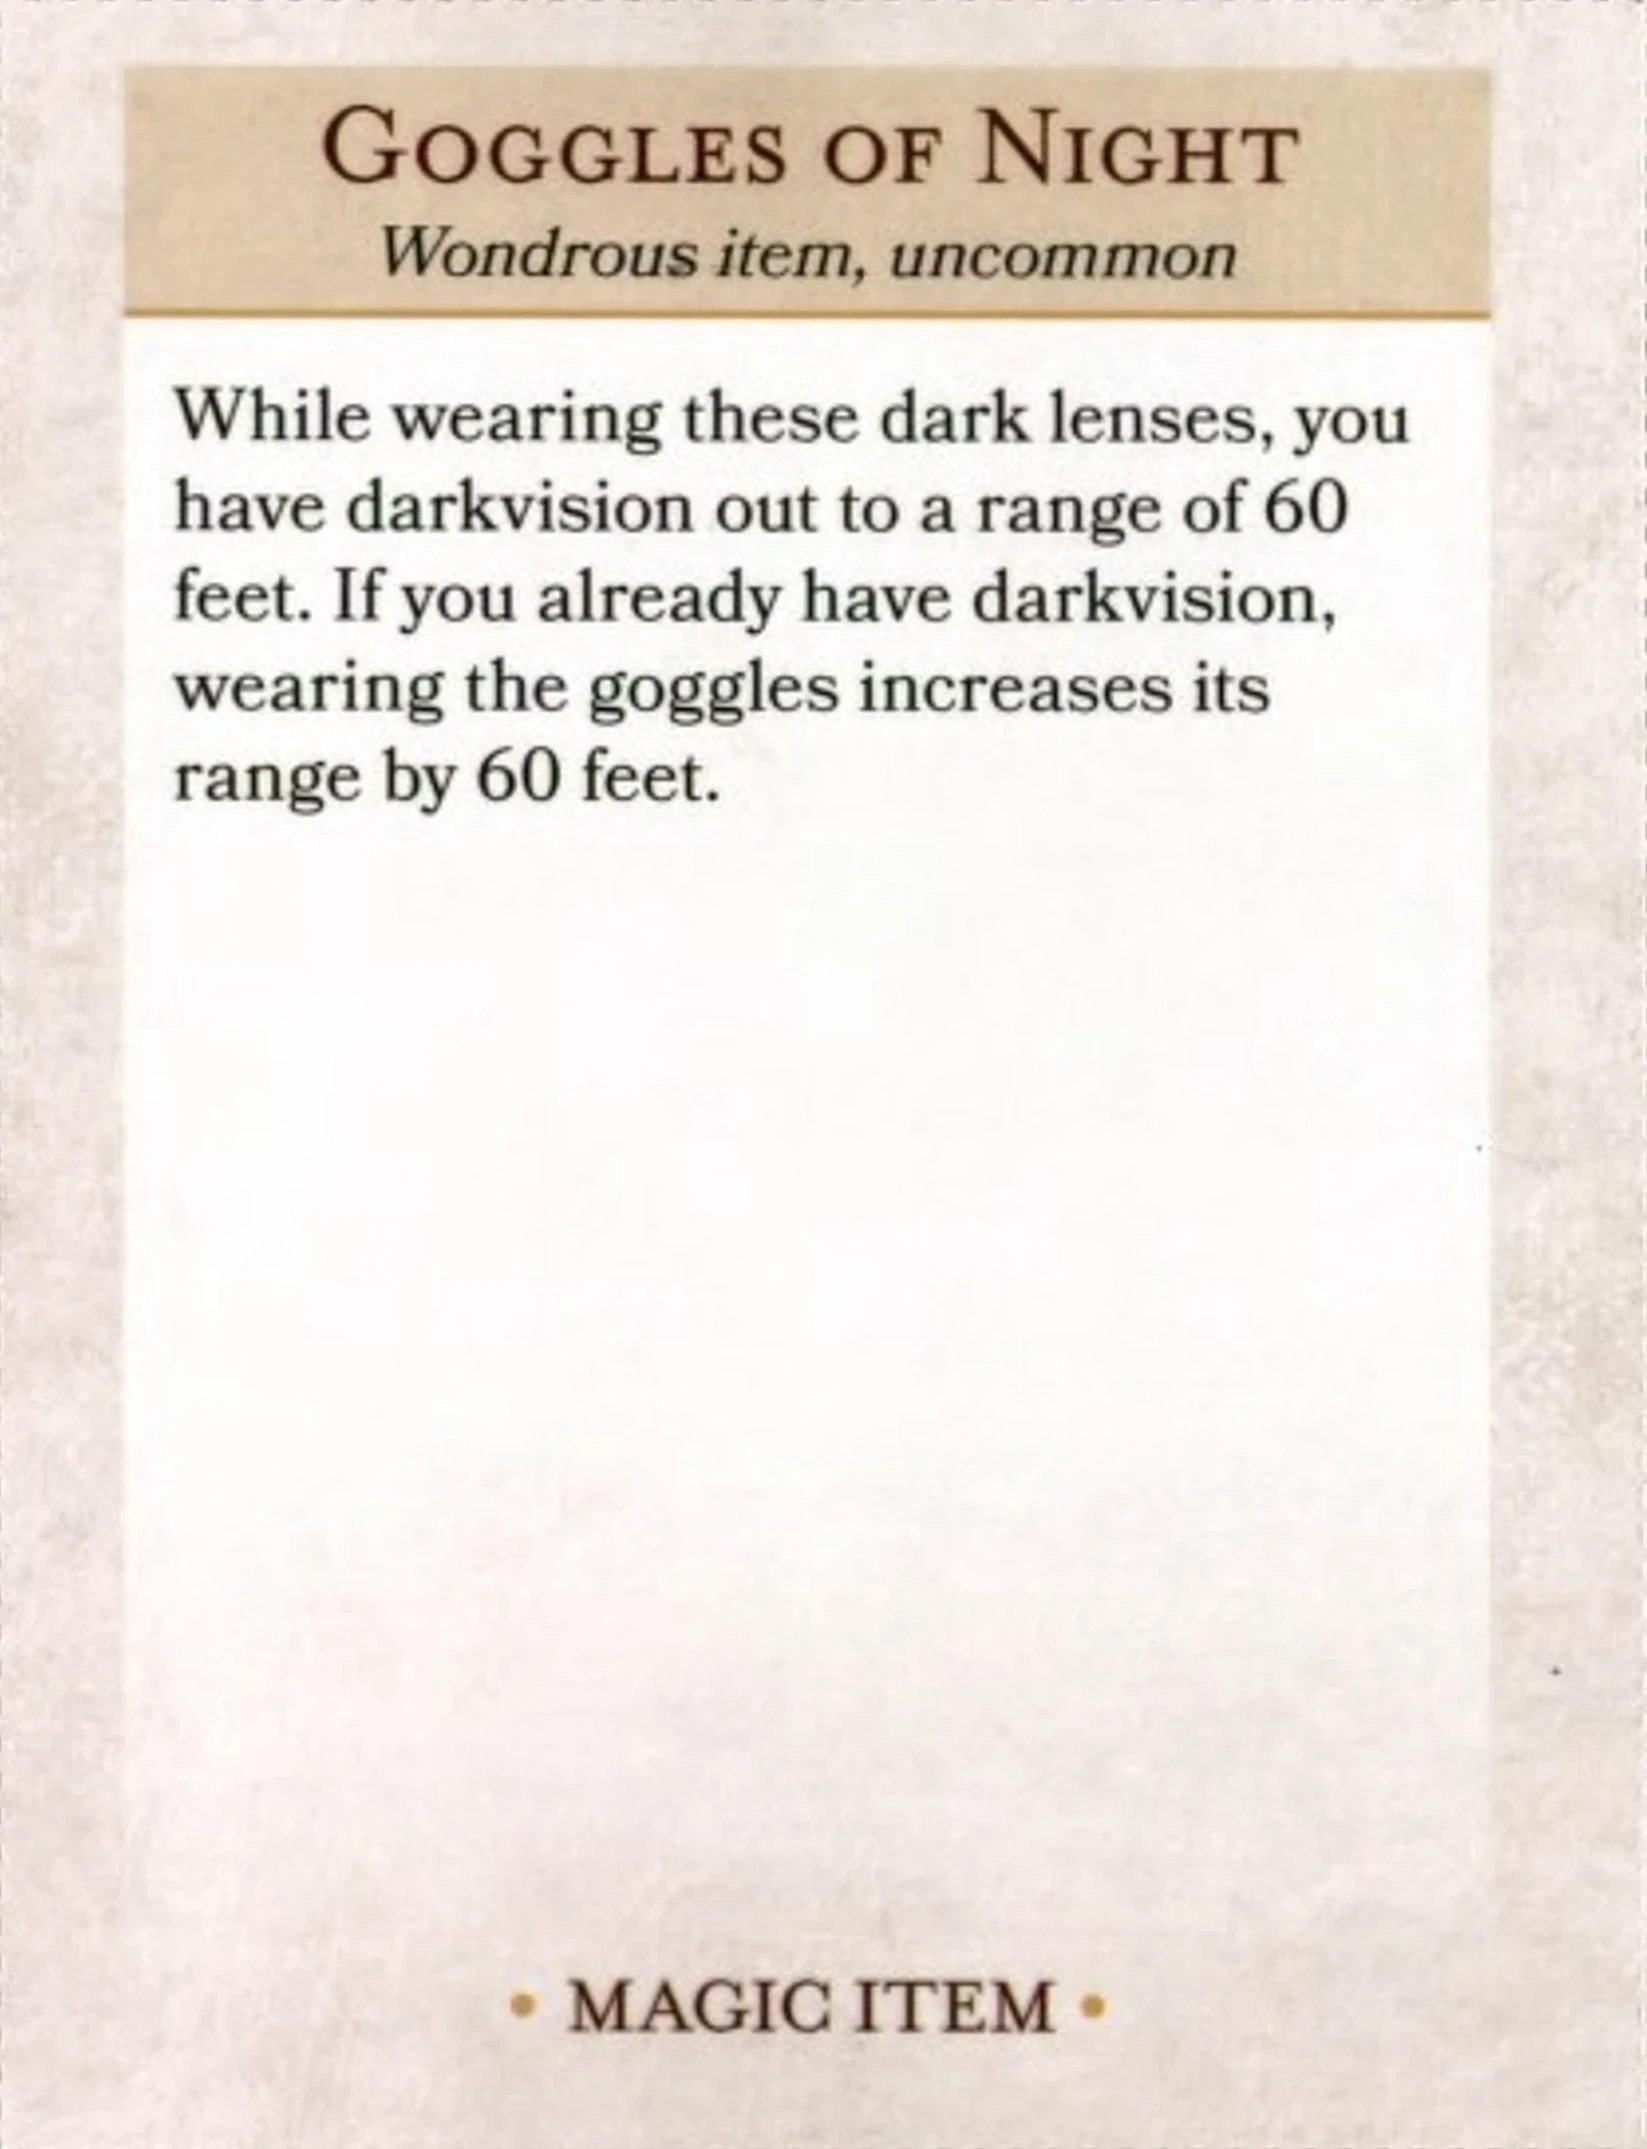 Goggles of Night
Wondrous item, uncommon
While wearing these dark lenses, you
have darkvision out to a range of 60
feet. If you already have darkvision,
wearing the goggles increases its
range by 60 feet.
• MAGIC ITEM •